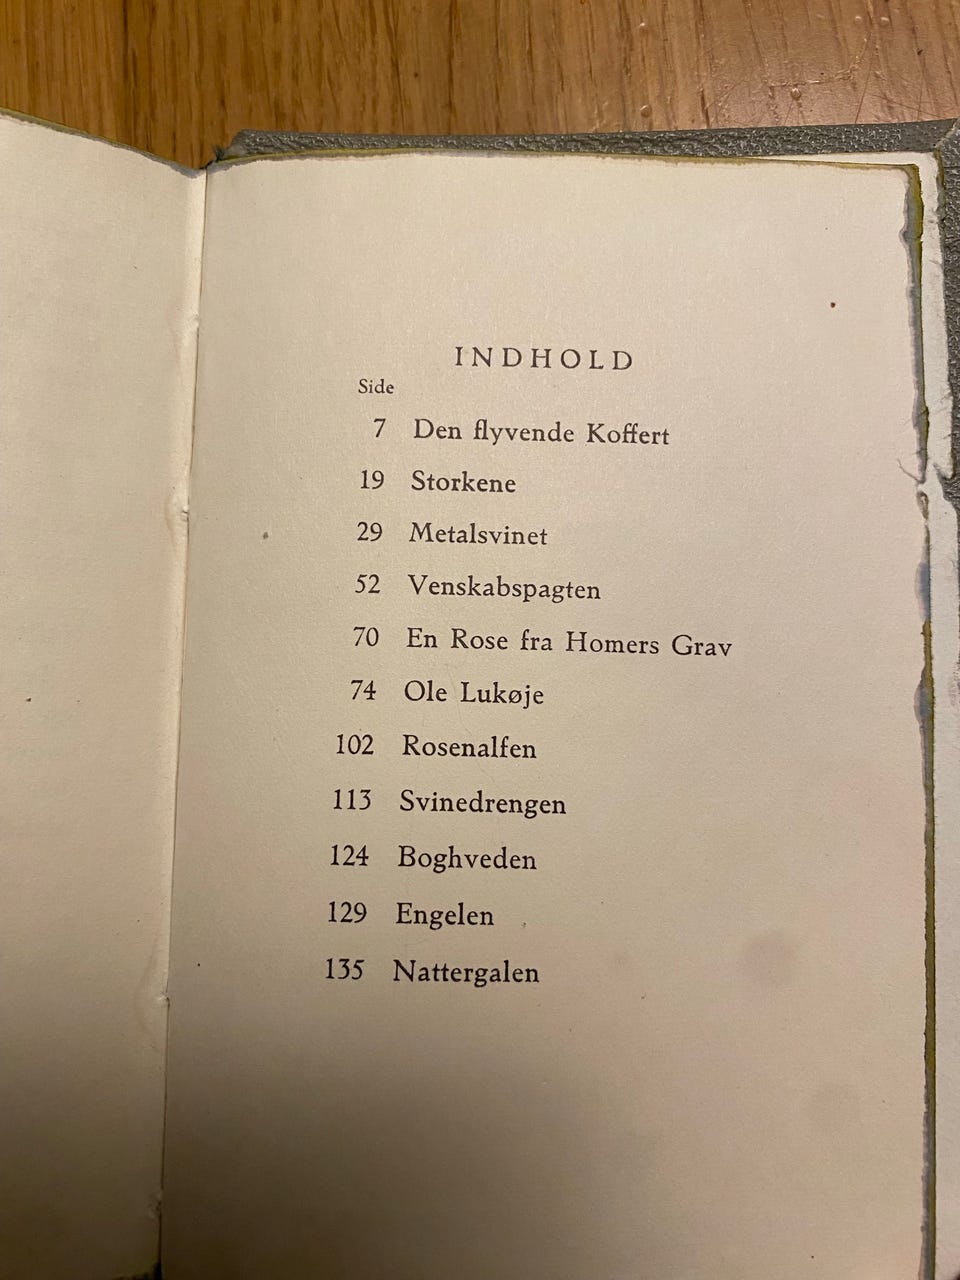 INDHOLD
Side
7 Den flyvende Koffert
19 Storkene
29 Metalsvinet
52 Venskabspagten
70 En Rose fra Homers Grav
74 Ole Lukøje
102 Rosenalfen
113 Svinedrengen
124 Boghveden
129 Engelen
135 Nattergalen